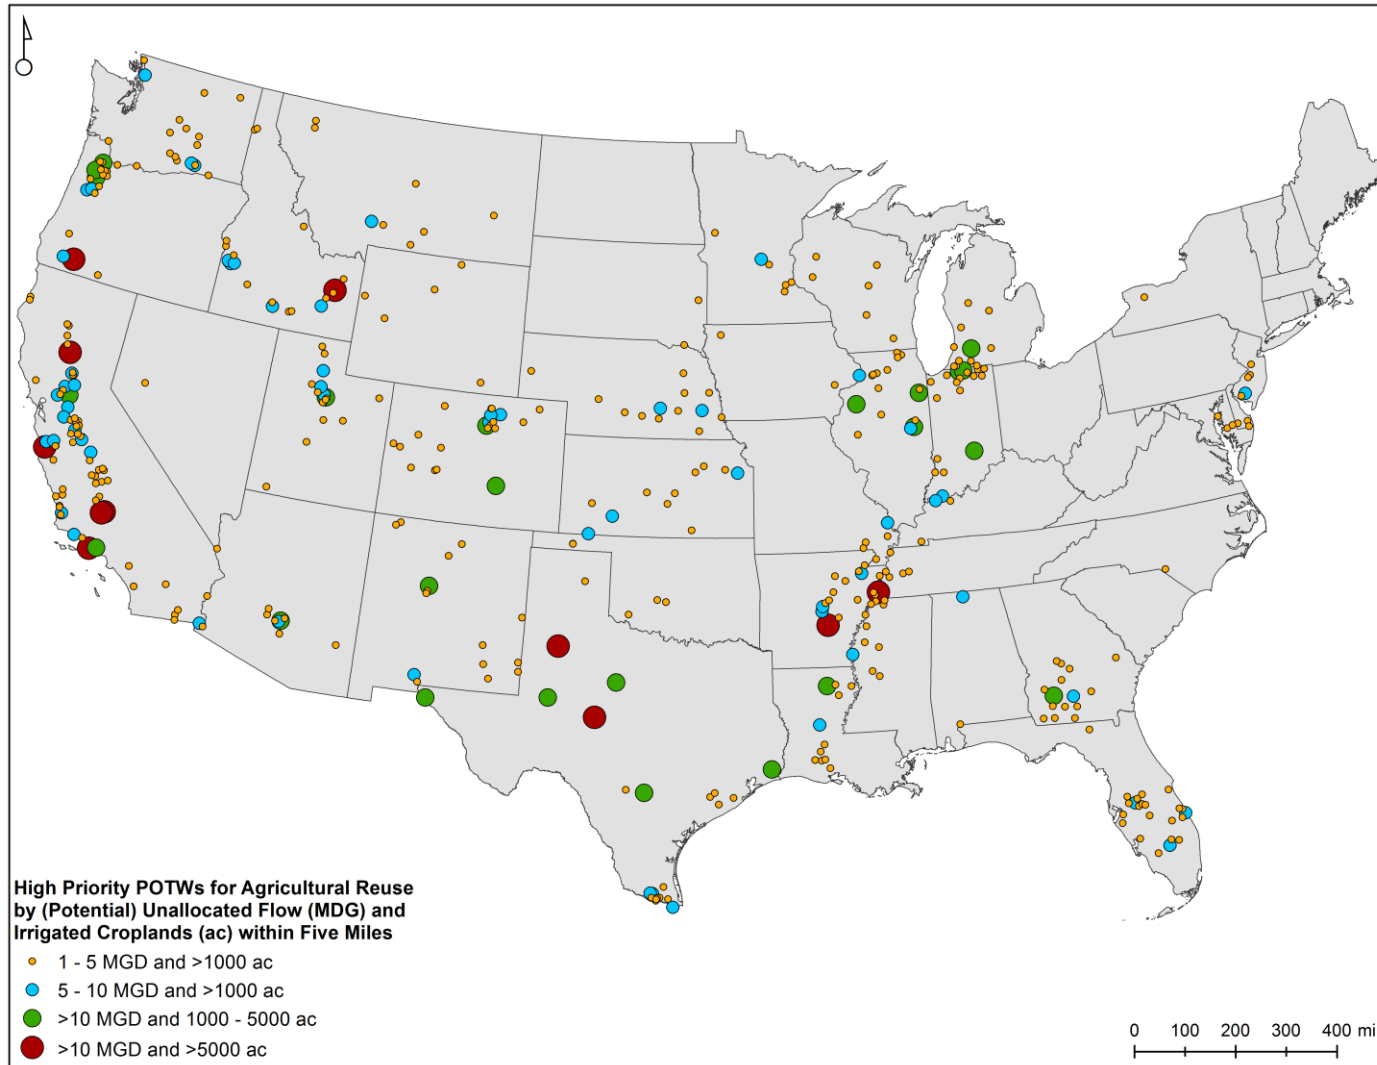 High Priority POTWs for Agricultural Reuse
by (Potential) Unallocated Flow (MDG) and
Irrigated Croplands (ac) within Five Miles
1 - 5 MGD and >1000 ac
5 - 10 MGD and >1000 ac
>10 MGD and 1000 - 5000 ac
>10 MGD and >5000 ac
0 100 200 300 400 mi